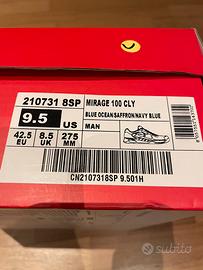 210731 8SP
MIRAGE 100 CLY
BLUE OCEAN/SAFFRON/NAVY BLUE
9.5 US
MAN
42.5 8.5 275
EU UK MM
CN2107318SP 9.501H
subito